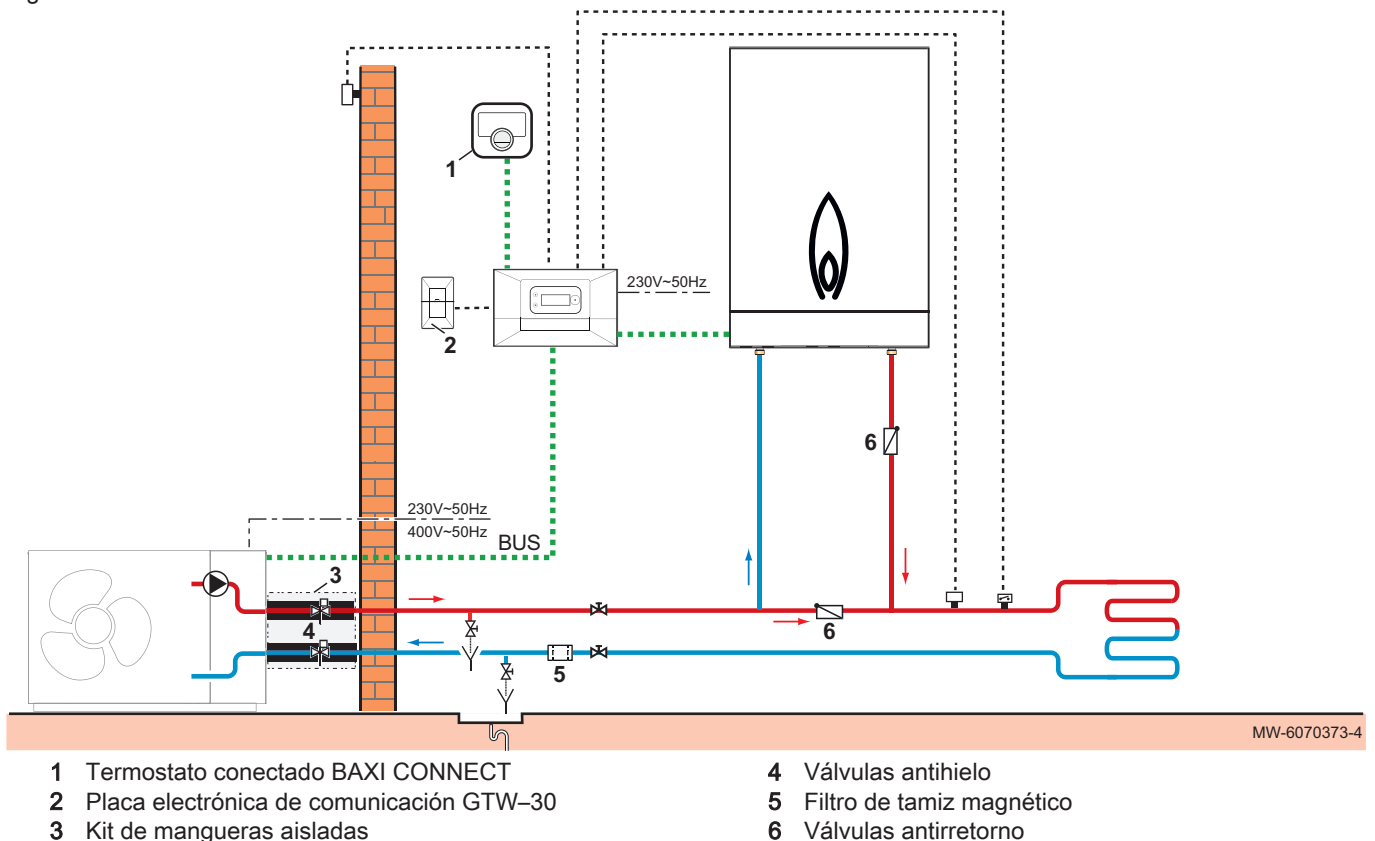 1
230V~50Hz
2
6
230V~50Hz
400V~50Hz
BUS
3
4
6
5
MW-6070373-4
1 Termostato conectado BAXI CONNECT
2 Placa electrónica de comunicación GTW–30
3 Kit de mangueras aisladas
4 Válvulas antihielo
5 Filtro de tamiz magnético
6 Válvulas antirretorno